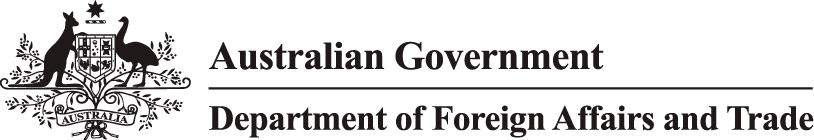 Australian Government
Department of Foreign Affairs and Trade
AUSTRALIA